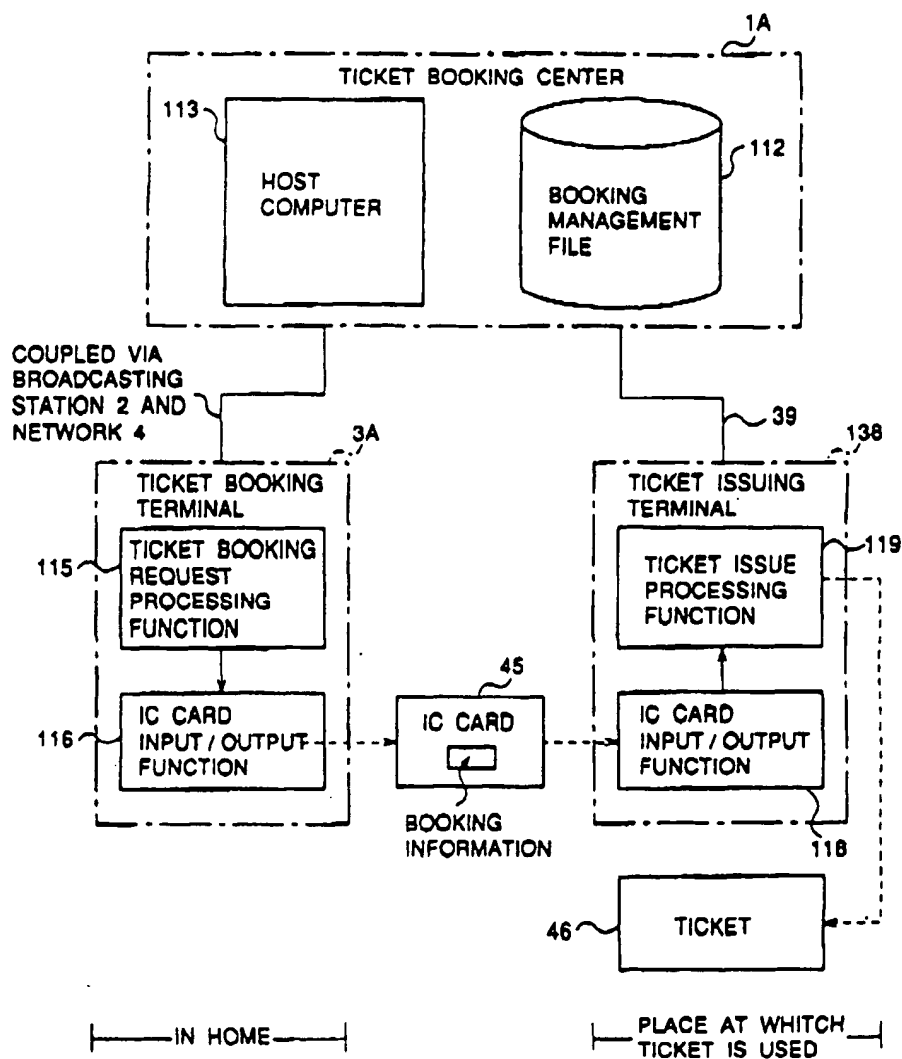 1A
TICKET BOOKING CENTER
113
HOST
COMPUTER
BOOKING
MANAGEMENT
FILE
112
COUPLED VIA
BROADCASTING
STATION 2 AND
NETWORK 4
39
3A
TICKET BOOKING
TERMINAL
115
TICKET BOOKING
REQUEST
PROCESSING
FUNCTION
116
IC CARD
INPUT / OUTPUT
FUNCTION
45
IC CARD
BOOKING
INFORMATION
138
TICKET ISSUING
TERMINAL
119
TICKET ISSUE
PROCESSING
FUNCTION
IC CARD
INPUT / OUTPUT
FUNCTION
118
46
TICKET
IN HOME
PLACE AT WHITCH
TICKET IS USED